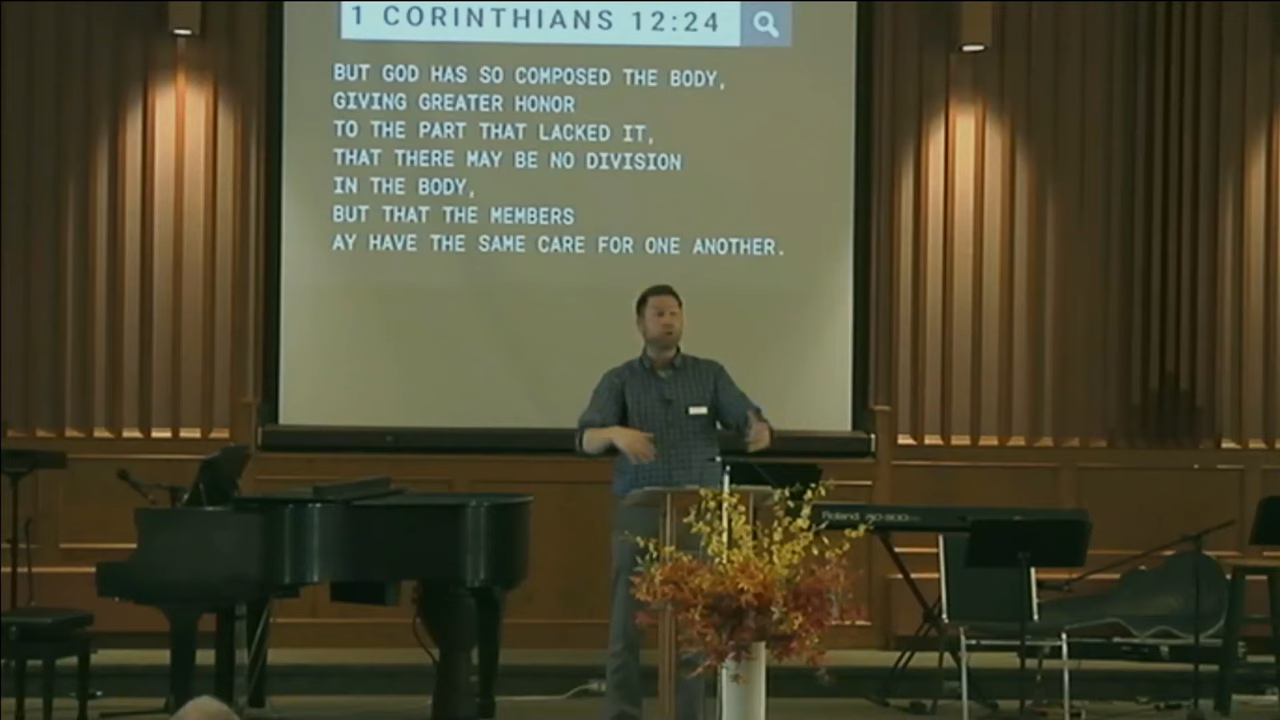 1 CORINTHIANS 12:24
BUT GOD HAS SO COMPOSED THE BODY,
GIVING GREATER HONOR
TO THE PART THAT LACKED IT,
THAT THERE MAY BE NO DIVISION
IN THE BODY,
BUT THAT THE MEMBERS
AY HAVE THE SAME CARE FOR ONE ANOTHER.
Roland